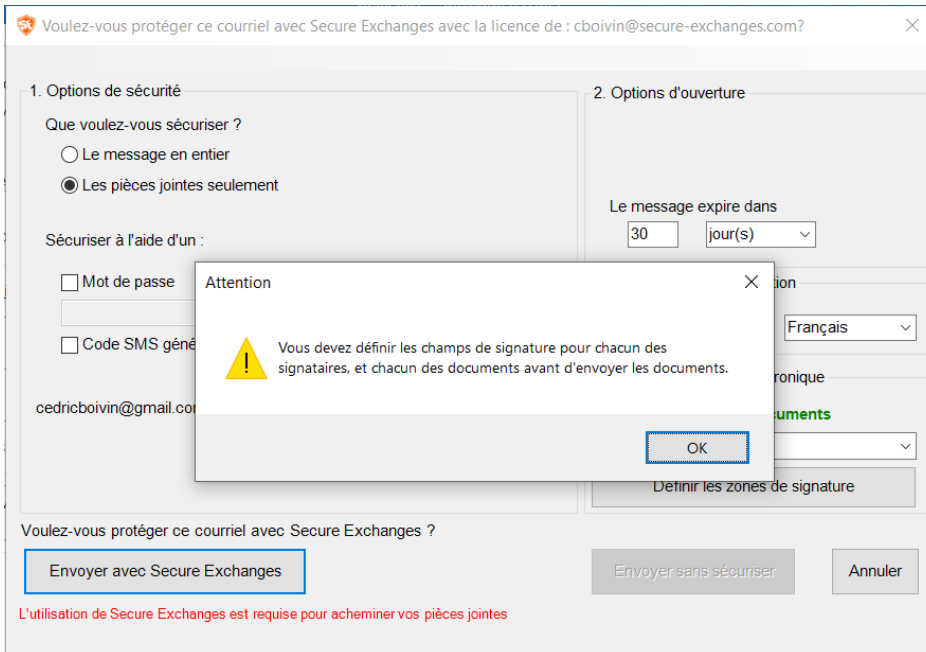 Voulez-vous protéger ce courriel avec Secure Exchanges avec la licence de : cboivin@secure-exchanges.com?
1. Options de sécurité
Que voulez-vous sécuriser ?
Le message en entier
Les pièces jointes seulement
Sécuriser à l'aide d'un :
Mot de passe
Code SMS géné
cedricboivin@gmail.co
2. Options d'ouverture
Le message expire dans
30 jour(s)
tion
Français
ronique
uments
Définir les zones de signature
Attention
Vous devez définir les champs de signature pour chacun des
signataires, et chacun des documents avant d'envoyer les documents.
OK
Voulez-vous protéger ce courriel avec Secure Exchanges ?
Envoyer avec Secure Exchanges
Envoyer sans sécuriser
Annuler
L'utilisation de Secure Exchanges est requise pour acheminer vos pièces jointes